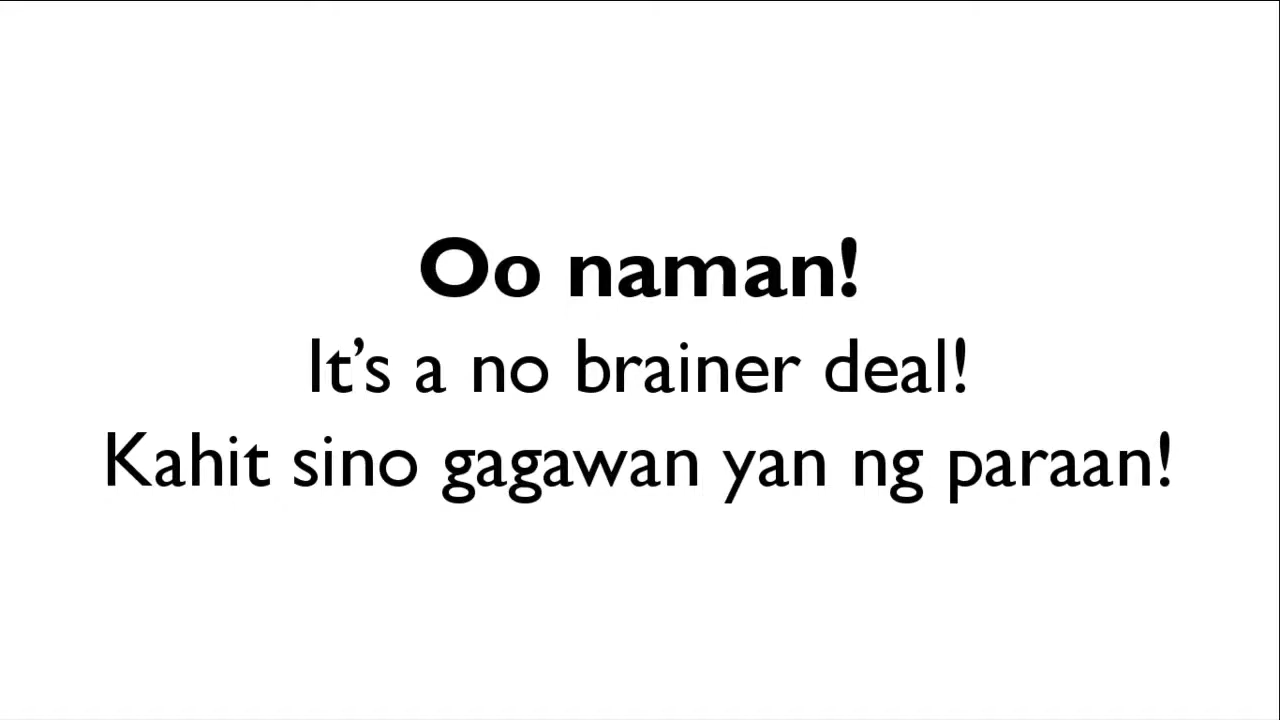 Oo naman!
It’s a no brainer deal!
Kahit sino gagawan yan ng paraan!